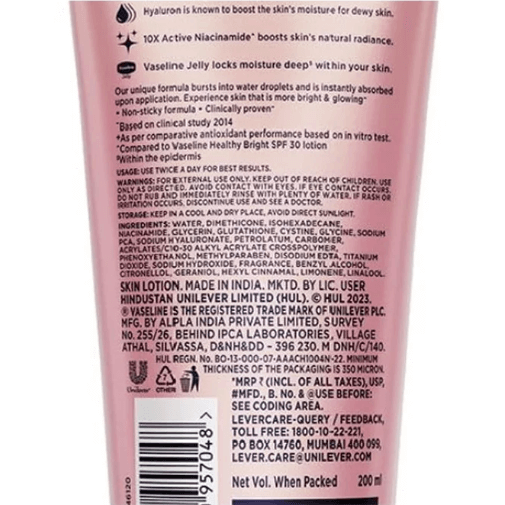 Hyaluron is known to boost the skin's moisture for dewy skin.
10X Active Niacinamide^ boosts skin's natural radiance.
Vaseline Jelly locks moisture deep§ within your skin.
Our unique formula bursts into water droplets and is instantly absorbed
upon application. Experience skin that is more bright & glowing^
• Non-sticky formula • Clinically proven*
*Based on clinical study 2014
+As per comparative antioxidant performance based on in vitro test.
^Compared to Vaseline Healthy Bright SPF 30 lotion
§Within the epidermis
USAGE: USE TWICE A DAY FOR BEST RESULTS.
WARNINGS: FOR EXTERNAL USE ONLY. KEEP OUT OF REACH OF CHILDREN. USE
ONLY AS DIRECTED. AVOID CONTACT WITH EYES. IF EYE CONTACT OCCURS,
DO NOT RUB AND IMMEDIATELY RINSE WITH PLENTY OF WATER. IF RASH OR
IRRITATION OCCURS, DISCONTINUE USE AND SEE A DOCTOR.
STORAGE: KEEP IN A COOL AND DRY PLACE, AVOID DIRECT SUNLIGHT.
INGREDIENTS: WATER, DIMETHICONE, ISOHEXADECANE,
NIACINAMIDE, GLYCERIN, GLUTATHIONE, CYSTINE, GLYCINE, SODIUM
PCA, SODIUM HYALURONATE, PETROLATUM, CARBOMER,
ACRYLATES/C10-30 ALKYL ACRYLATE CROSSPOLYMER,
PHENOXYETHANOL, METHYLPARABEN, DISODIUM EDTA, TITANIUM
DIOXIDE, SODIUM HYDROXIDE, FRAGRANCE, BENZYL ALCOHOL,
CITRONELLOL, GERANIOL, HEXYL CINNAMAL, LIMONENE, LINALOOL.
SKIN LOTION. MADE IN INDIA. MKTD. BY LIC. USER
HINDUSTAN UNILEVER LIMITED (HUL). © HUL 2023.
® VASELINE IS THE REGISTERED TRADE MARK OF UNILEVER PLC.
MFG. BY ALPLA INDIA PRIVATE LIMITED, SURVEY
No. 255/26, BEHIND IPCA LABORATORIES, VILLAGE
ATHAL, SILVASSA, D&NH&DD - 396 230. M DNH/C/140.
HUL REGN. No. BO-13-000-07-AAACH1004N-22. MINIMUM
THICKNESS OF THE PACKAGING IS 350 MICRON.
Unilever
7
OTHER
*MRP ₹ (INCL. OF ALL TAXES), USP,
#MFD., B. No. & @USE BEFORE:
SEE CODING AREA.
LEVERCARE-QUERY / FEEDBACK,
TOLL FREE: 1800-10-22-221,
PO BOX 14760, MUMBAI 400 099,
LEVER.CARE@UNILEVER.COM
Net Vol. When Packed 200 ml
957048 >
46120